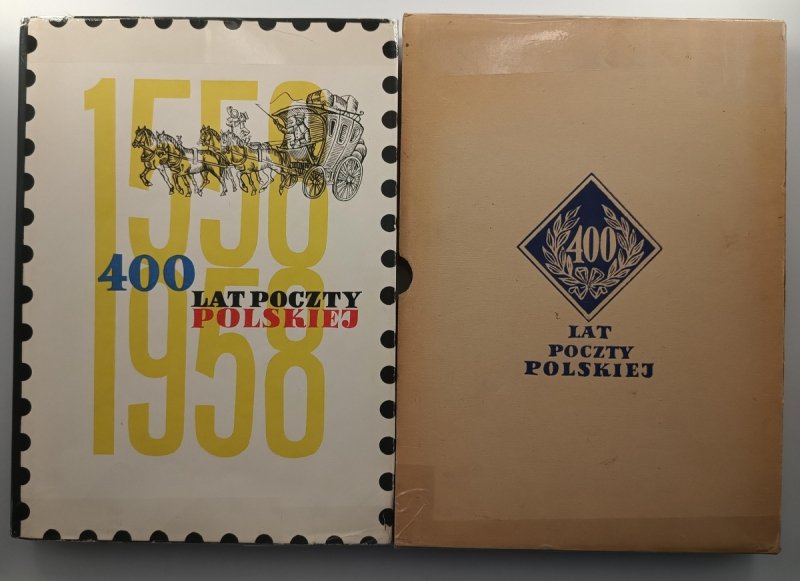 1558
400
LAT POCZTY
POLSKIEJ
1958
400
LAT
POCZTY
POLSKIEJ